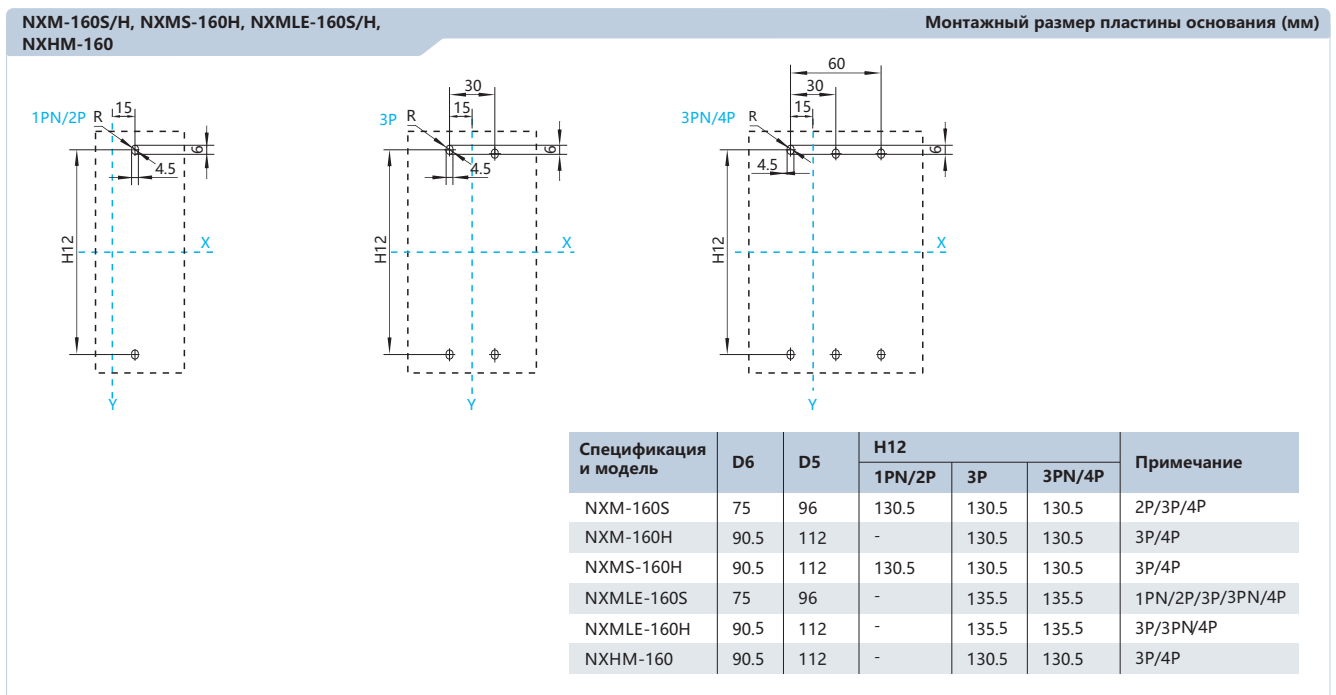 NXM-160S/H, NXMS-160H, NXMLE-160S/H,
NXHM-160
Монтажный размер пластины основания (мм)
1PN/2P R 15
6
4.5
H12
X
Y
3P R 30
15
6
4.5
H12
X
Y
3PN/4P R 60
30
15
6
4.5
H12
X
Y
Спецификация и модель D6 D5 H12 Примечание
1PN/2P 3P 3PN/4P
NXM-160S 75 96 130.5 130.5 130.5 2P/3P/4P
NXM-160H 90.5 112 - 130.5 130.5 3P/4P
NXMS-160H 90.5 112 130.5 130.5 130.5 3P/4P
NXMLE-160S 75 96 - 135.5 135.5 1PN/2P/3P/3PN/4P
NXMLE-160H 90.5 112 - 135.5 135.5 3P/3PN/4P
NXHM-160 90.5 112 - 130.5 130.5 3P/4P